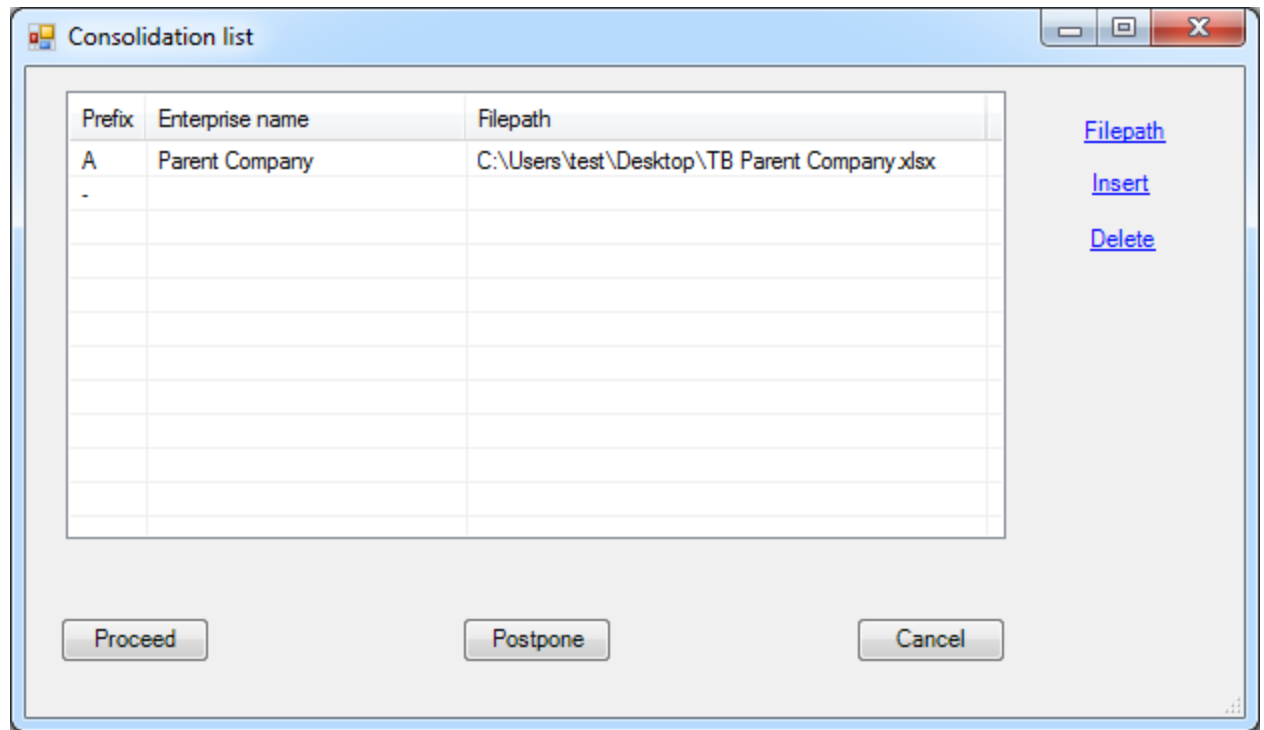 Consolidation list
Prefix Enterprise name Filepath
A Parent Company C:\Users\test\Desktop\TB Parent Company.xlsx
-
Filepath
Insert
Delete
Proceed Postpone Cancel